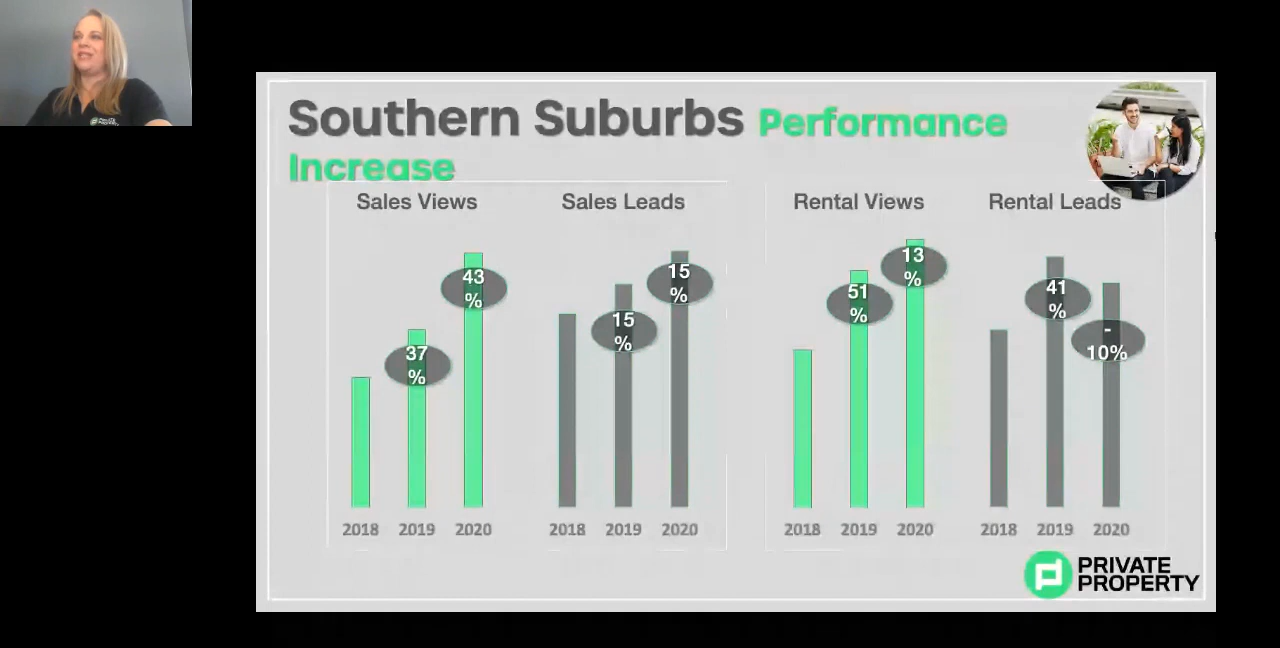 Southern Suburbs Performance
Increase
Sales Views
Sales Leads
Rental Views
Rental Leads
43
%
37
%
15
%
15
%
13
%
51
%
41
%
-
10%
2018 2019 2020
2018 2019 2020
2018 2019 2020
2018 2019 2020
PRIVATE
PROPERTY